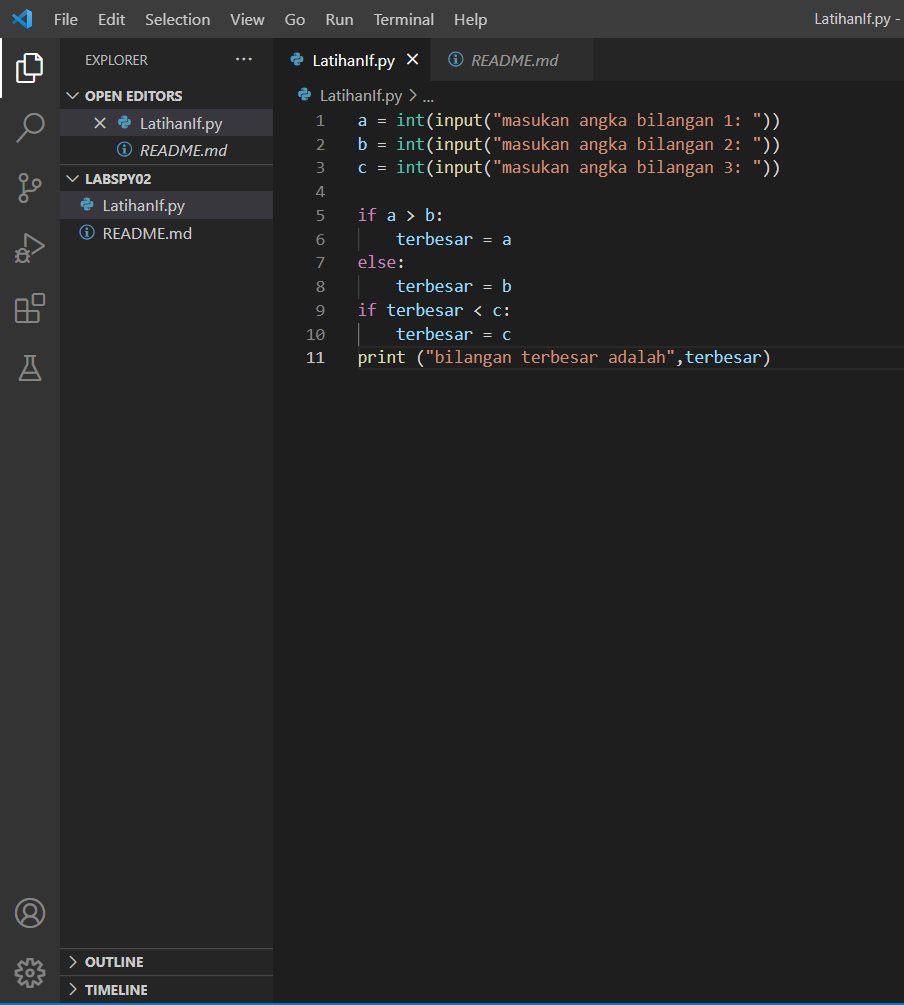 File Edit Selection View Go Run Terminal Help LatihanIf.py -
EXPLORER ...
OPEN EDITORS
LatihanIf.py
README.md
LABSPY02
LatihanIf.py
README.md
OUTLINE
TIMELINE
LatihanIf.py README.md
LatihanIf.py > ...
1 a = int(input("masukan angka bilangan 1: "))
2 b = int(input("masukan angka bilangan 2: "))
3 c = int(input("masukan angka bilangan 3: "))
4
5 if a > b:
6     terbesar = a
7 else:
8     terbesar = b
9 if terbesar < c:
10     terbesar = c
11 print ("bilangan terbesar adalah",terbesar)